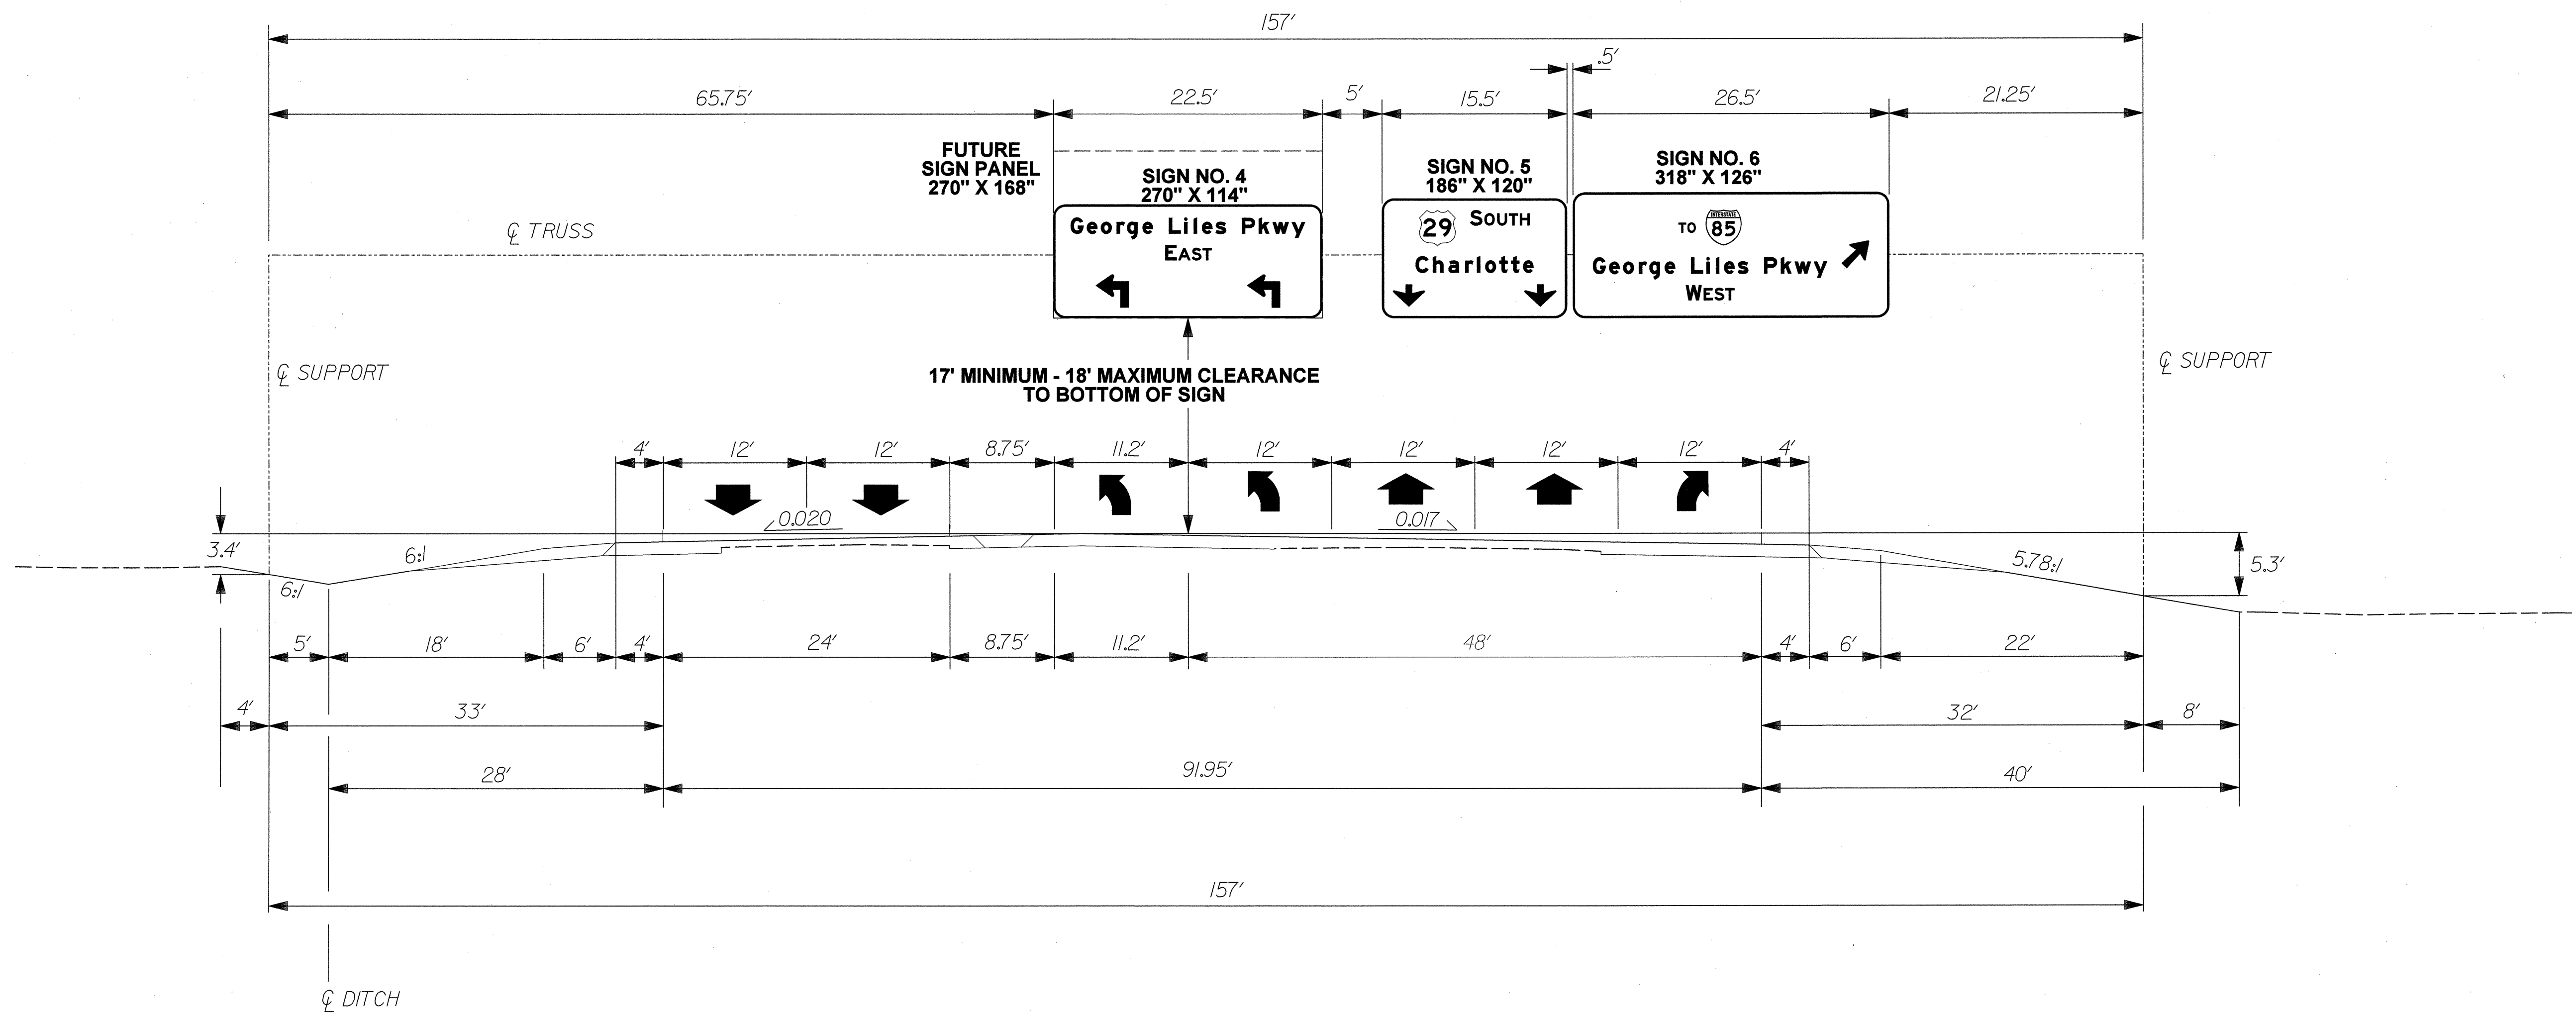 157'
.5'
65.75'
22.5'
5'
15.5'
26.5'
21.25'
FUTURE
SIGN PANEL
270" X 168"
SIGN NO. 4
270" X 114"
SIGN NO. 5
186" X 120"
SIGN NO. 6
318" X 126"
George Liles Pkwy
EAST
29 SOUTH
Charlotte
TO INTERSTATE 85
George Liles Pkwy
WEST
℄ TRUSS
℄ SUPPORT
℄ SUPPORT
17' MINIMUM - 18' MAXIMUM CLEARANCE
TO BOTTOM OF SIGN
4'
12'
12'
8.75'
11.2'
12'
12'
12'
12'
4'
0.020
0.017
3.4'
6:1
6:1
5.78:1
5.3'
5'
18'
6'
4'
24'
8.75'
11.2'
48'
4'
6'
22'
4'
33'
32'
8'
28'
91.95'
40'
157'
℄ DITCH